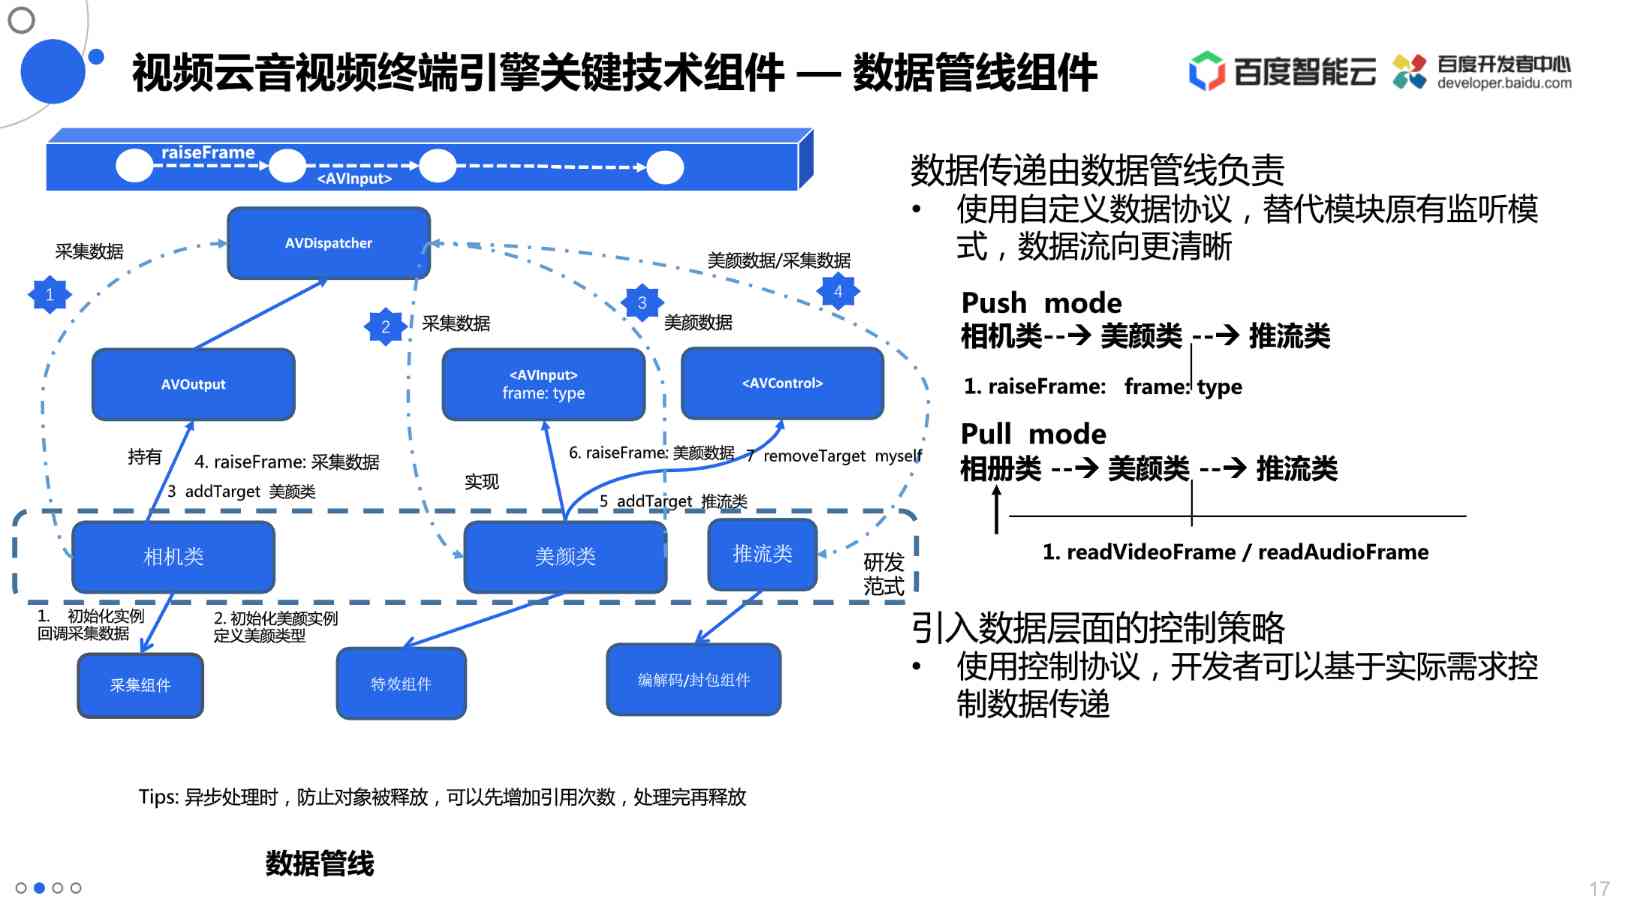 视频云音视频终端引擎关键技术组件 — 数据管线组件
百度智能云
百度开发者中心
developer.baidu.com
raiseFrame
<AVInput>
AVDispatcher
采集数据
1
2
采集数据
3
美颜数据
美颜数据/采集数据
4
AVOutput
<AVInput>
frame: type
<AVControl>
持有
4. raiseFrame: 采集数据
3 addTarget 美颜类
实现
6. raiseFrame: 美颜数据
7 removeTarget myself
5 addTarget 推流类
相机类
美颜类
推流类
研发
范式
1. 初始化实例
回调采集数据
2. 初始化美颜实例
定义美颜类型
采集组件
特效组件
编解码/封包组件
Tips: 异步处理时，防止对象被释放，可以先增加引用次数，处理完再释放
数据管线
数据传递由数据管线负责
• 使用自定义数据协议，替代模块原有监听模
式，数据流向更清晰
Push mode
相机类--→ 美颜类 --→ 推流类
1. raiseFrame: frame: type
Pull mode
相册类 --→ 美颜类 --→ 推流类
1. readVideoFrame / readAudioFrame
引入数据层面的控制策略
• 使用控制协议，开发者可以基于实际需求控
制数据传递
17